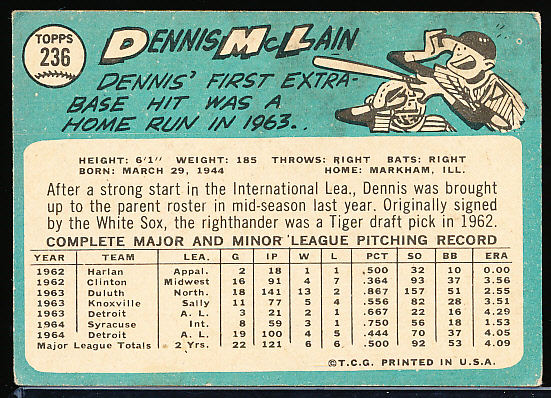 TOPPS
236
DENNIS McLAIN
DENNIS' FIRST EXTRA-
BASE HIT WAS A
HOME RUN IN 1963..
HEIGHT: 6'1" WEIGHT: 185 THROWS: RIGHT BATS: RIGHT
BORN: MARCH 29, 1944 HOME: MARKHAM, ILL.
After a strong start in the International Lea., Dennis was brought
up to the parent roster in mid-season last year. Originally signed
by the White Sox, the righthander was a Tiger draft pick in 1962.
COMPLETE MAJOR AND MINOR LEAGUE PITCHING RECORD
YEAR TEAM LEA. G IP W L PCT SO BB ERA
1962 Harlan Appal. 2 18 1 1 .500 32 10 0.00
1962 Clinton Midwest 16 91 4 7 .364 93 37 3.56
1963 Duluth North. 18 141 13 2 .867 157 51 2.55
1963 Knoxville Sally 11 77 5 4 .556 82 28 3.51
1963 Detroit A. L. 3 21 2 1 .667 22 16 4.29
1964 Syracuse Int. 8 59 3 1 .750 56 18 1.53
1964 Detroit A. L. 19 100 4 5 .444 70 37 4.05
Major League Totals 2 Yrs. 22 121 6 6 .500 92 53 4.09
©T.C.G. PRINTED IN U.S.A.